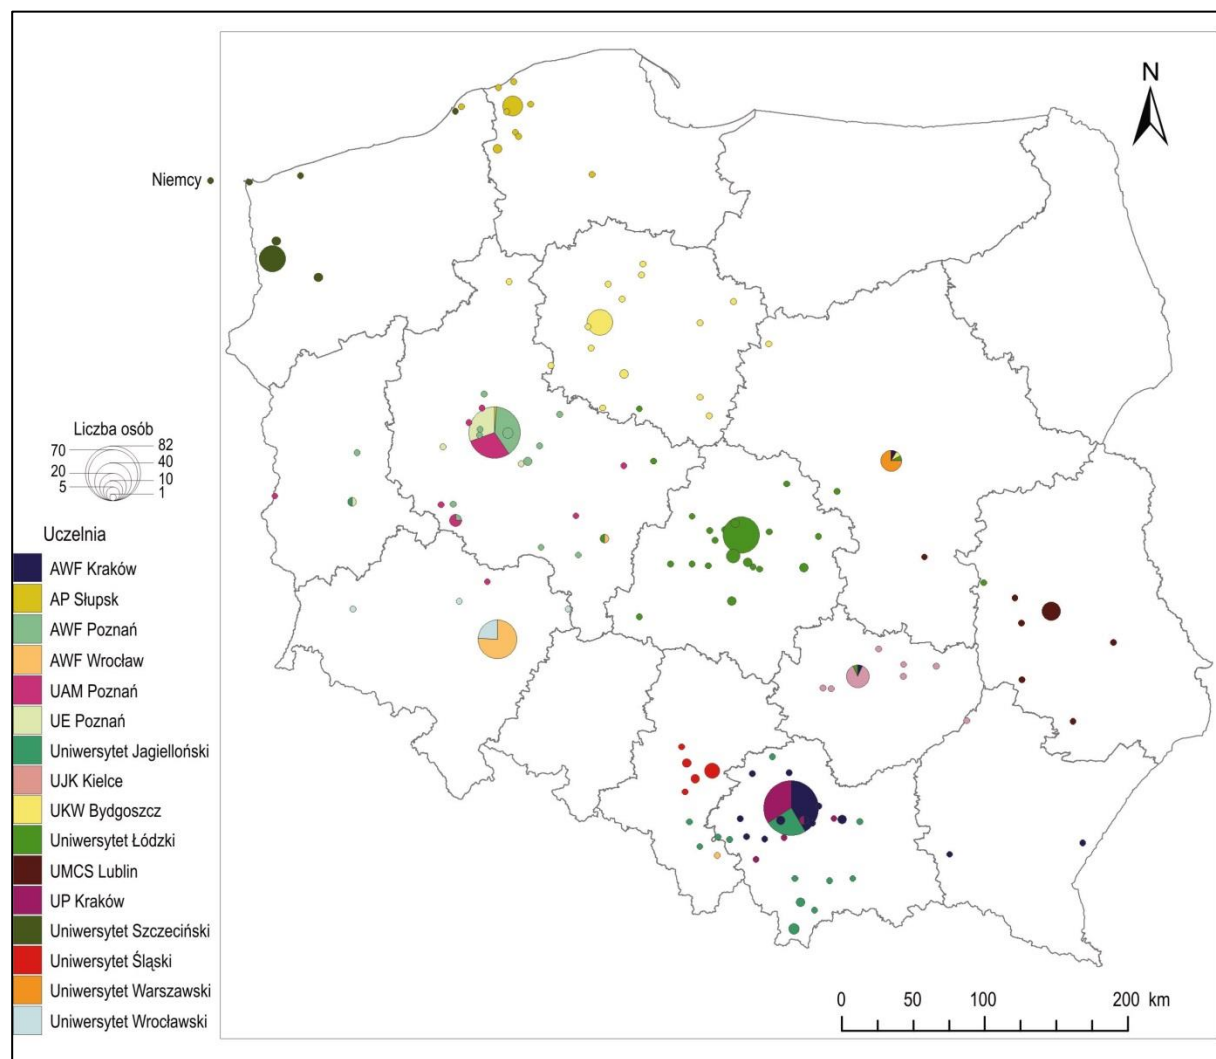 N
Niemcy
Liczba osób
70 82
20 40
5 10
1
Uczelnia
AWF Kraków
AP Słupsk
AWF Poznań
AWF Wrocław
UAM Poznań
UE Poznań
Uniwersytet Jagielloński
UJK Kielce
UKW Bydgoszcz
Uniwersytet Łódzki
UMCS Lublin
UP Kraków
Uniwersytet Szczeciński
Uniwersytet Śląski
Uniwersytet Warszawski
Uniwersytet Wrocławski
0 50 100 200 km